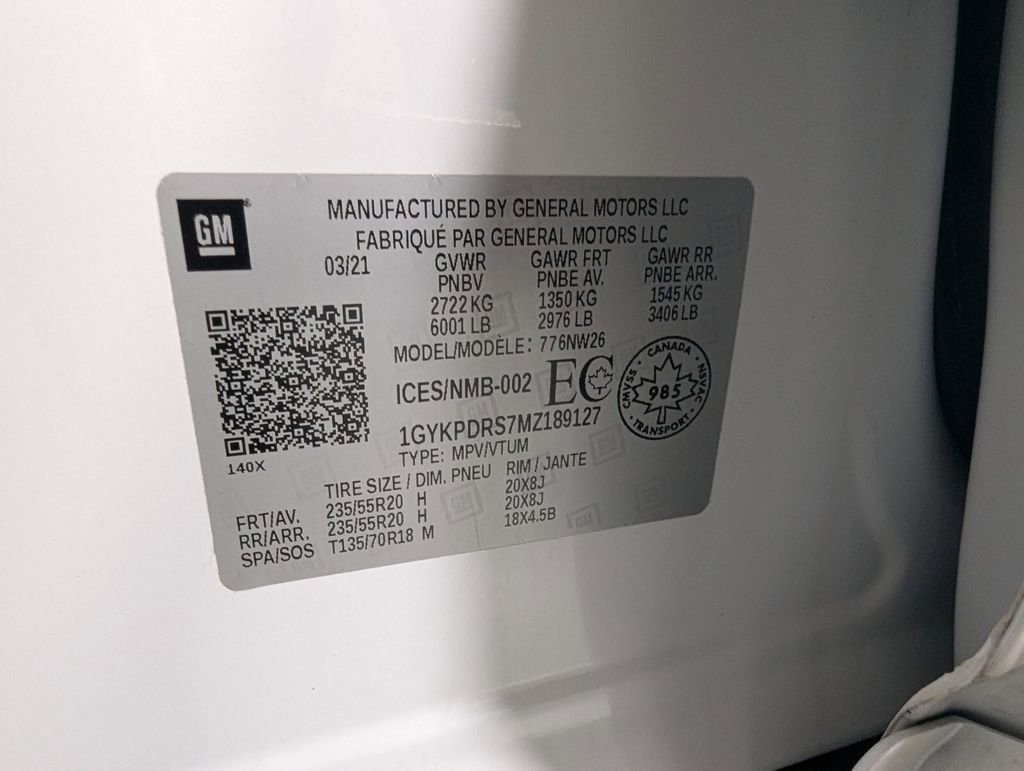 GM
MANUFACTURED BY GENERAL MOTORS LLC
FABRIQUÉ PAR GENERAL MOTORS LLC
03/21 GVWR GAWR FRT GAWR RR
PNBV PNBE AV. PNBE ARR.
2722 KG 1350 KG 1545 KG
6001 LB 2976 LB 3406 LB
MODEL/MODÈLE: 776NW26
ICES/NMB-002 EC
CANADA
CMVSS 985 NSVAC
TRANSPORT
1GYKPDRS7MZ189127
TYPE: MPV/VTUM
140X
TIRE SIZE / DIM. PNEU RIM / JANTE
FRT/AV. 235/55R20 H 20X8J
RR/ARR. 235/55R20 H 20X8J
SPA/SOS T135/70R18 M 18X4.5B